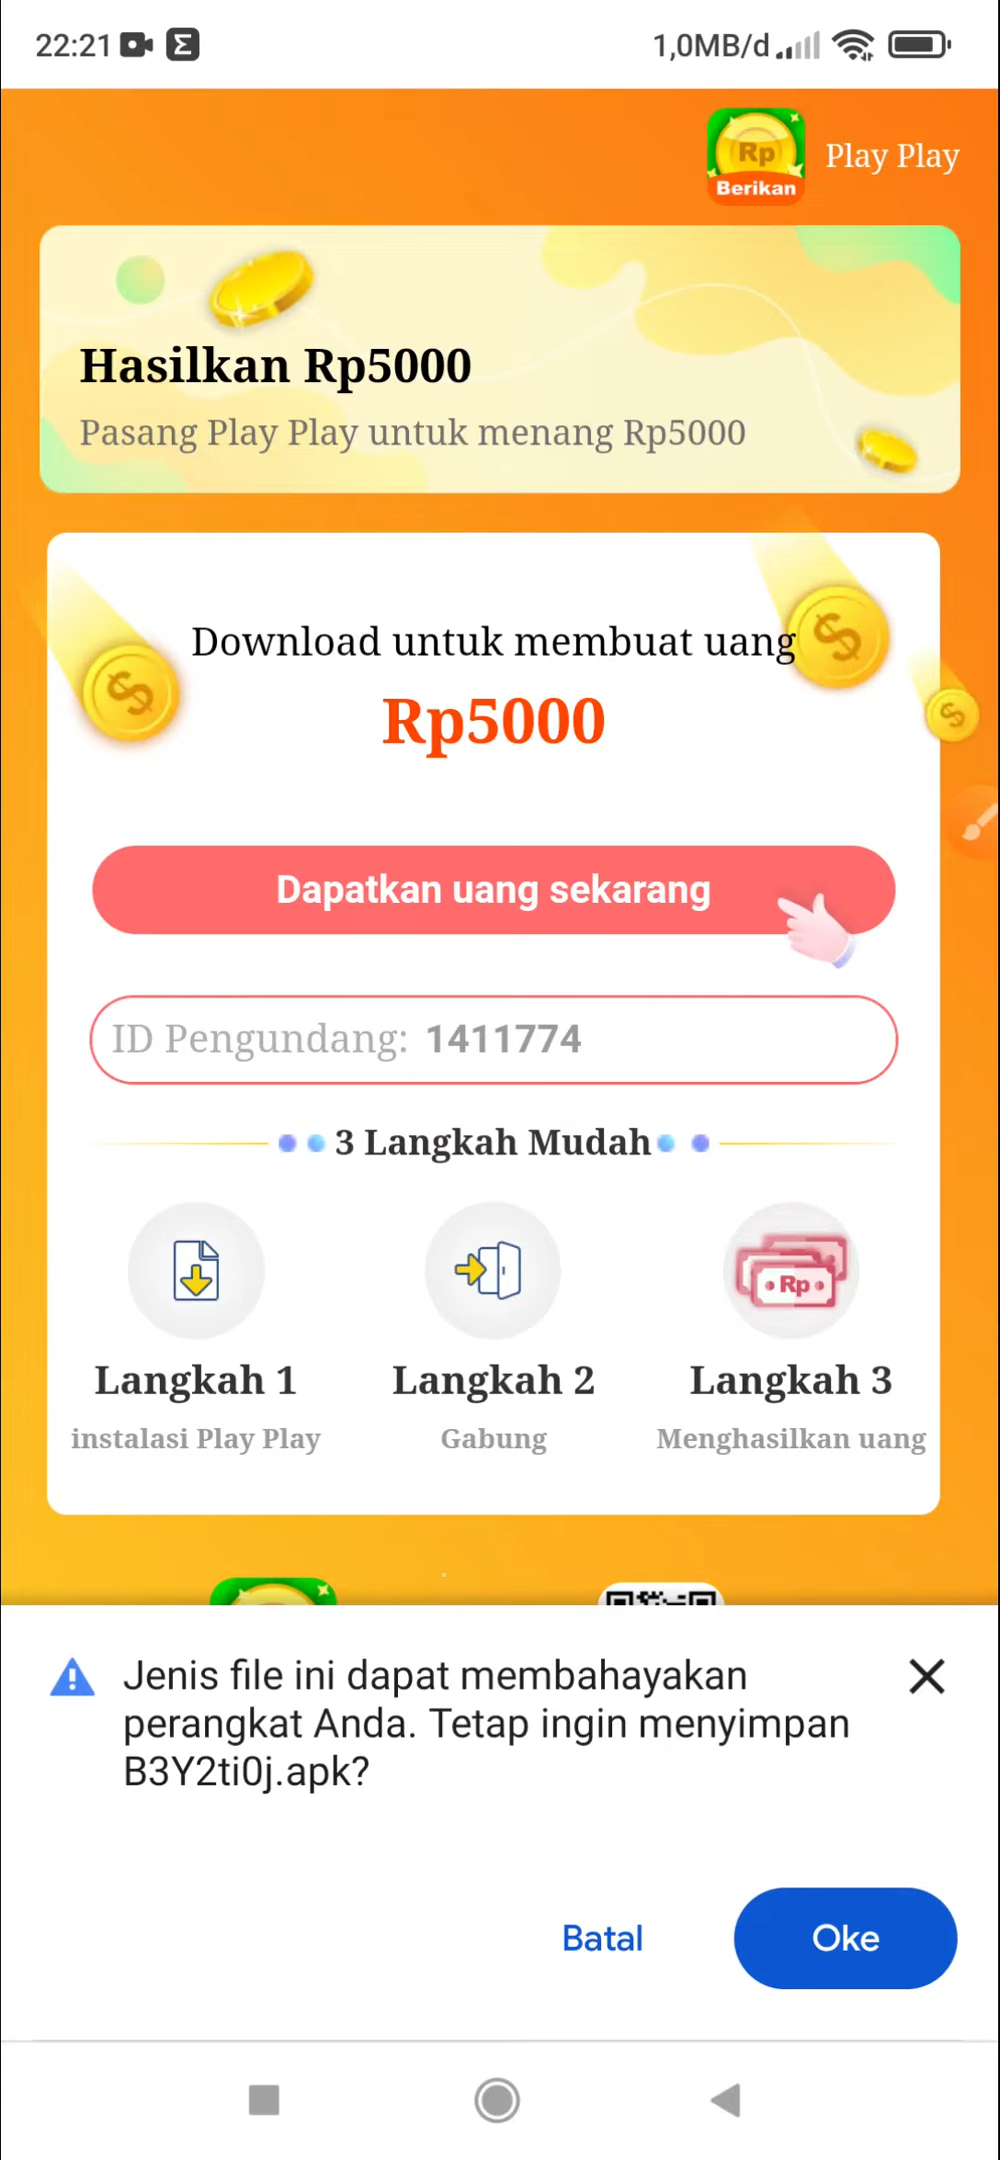 22:21
1,0MB/d
Rp
Berikan
Play Play
Hasilkan Rp5000
Pasang Play Play untuk menang Rp5000
Download untuk membuat uang
Rp5000
Dapatkan uang sekarang
ID Pengundang: 1411774
3 Langkah Mudah
Rp
Langkah 1
Langkah 2
Langkah 3
instalasi Play Play
Gabung
Menghasilkan uang
Jenis file ini dapat membahayakan
perangkat Anda. Tetap ingin menyimpan
B3Y2ti0j.apk?
Batal
Oke